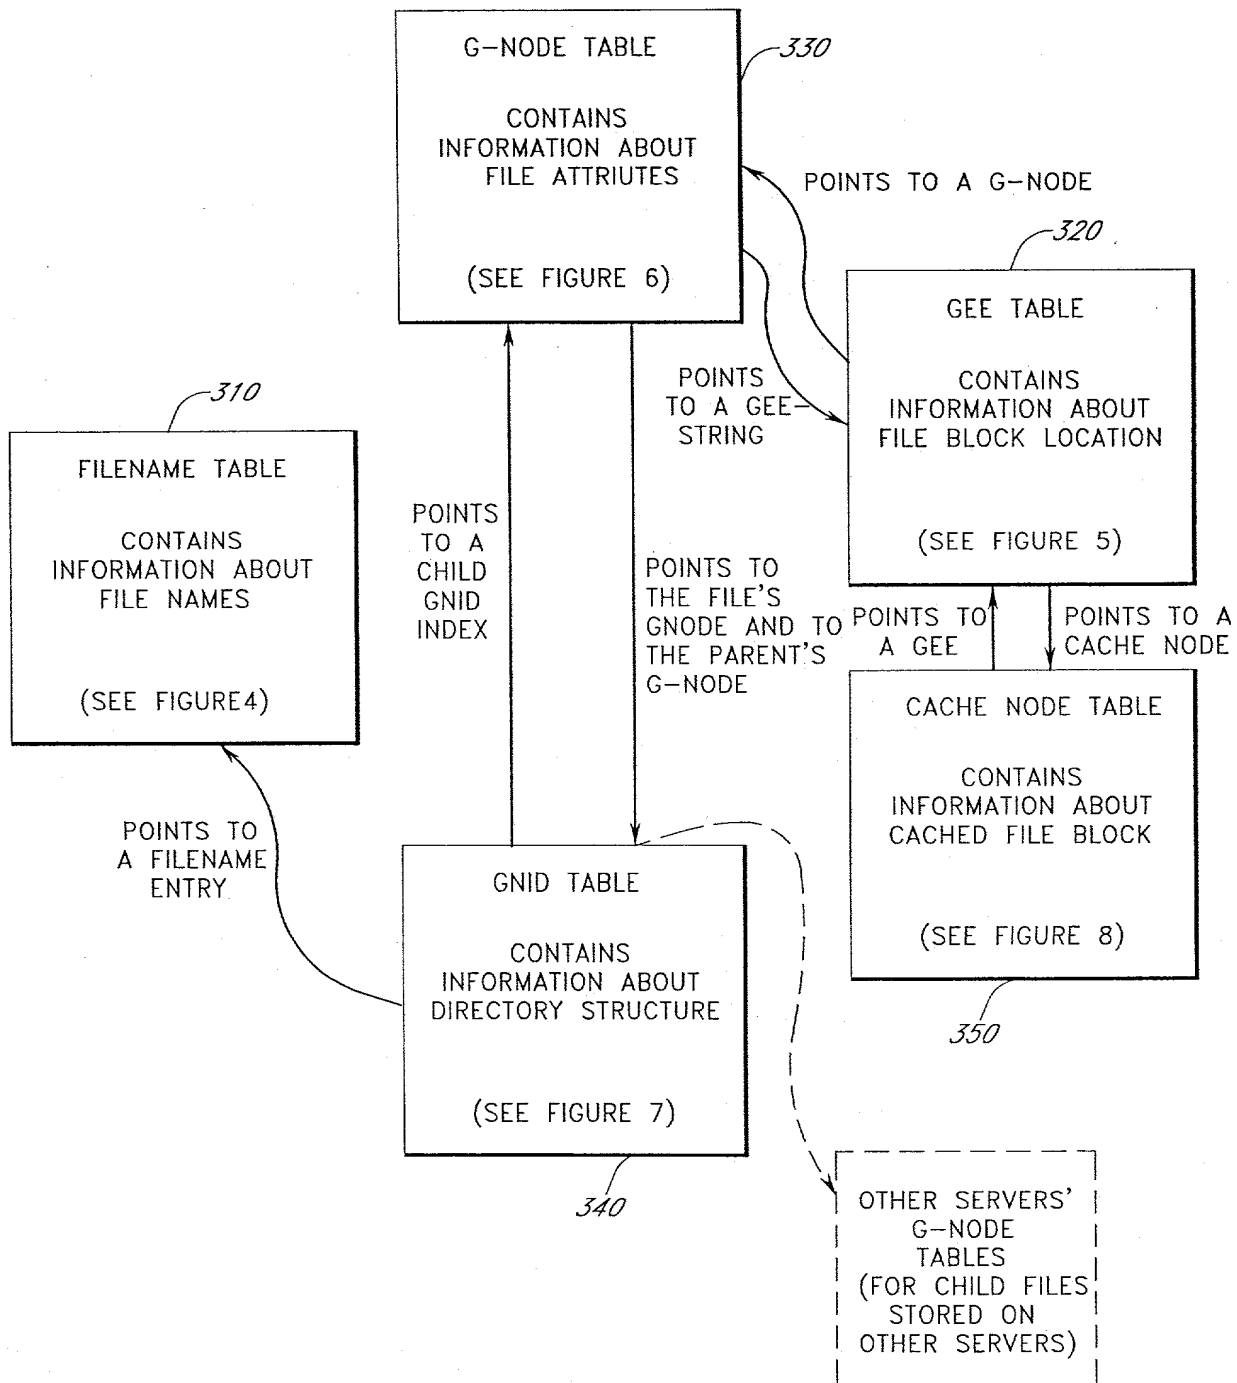 G-NODE TABLE
CONTAINS
INFORMATION ABOUT
FILE ATTRIUTES
(SEE FIGURE 6)
330
POINTS TO A G-NODE
320
GEE TABLE
CONTAINS
INFORMATION ABOUT
FILE BLOCK LOCATION
(SEE FIGURE 5)
POINTS
TO A GEE-
STRING
310
FILENAME TABLE
CONTAINS
INFORMATION ABOUT
FILE NAMES
(SEE FIGURE4)
POINTS
TO A
CHILD
GNID
INDEX
POINTS TO
THE FILE'S
GNODE AND TO
THE PARENT'S
G-NODE
POINTS TO
A GEE
POINTS TO A
CACHE NODE
CACHE NODE TABLE
CONTAINS
INFORMATION ABOUT
CACHED FILE BLOCK
(SEE FIGURE 8)
350
POINTS TO
A FILENAME
ENTRY
GNID TABLE
CONTAINS
INFORMATION ABOUT
DIRECTORY STRUCTURE
(SEE FIGURE 7)
340
OTHER SERVERS'
G-NODE
TABLES
(FOR CHILD FILES
STORED ON
OTHER SERVERS)